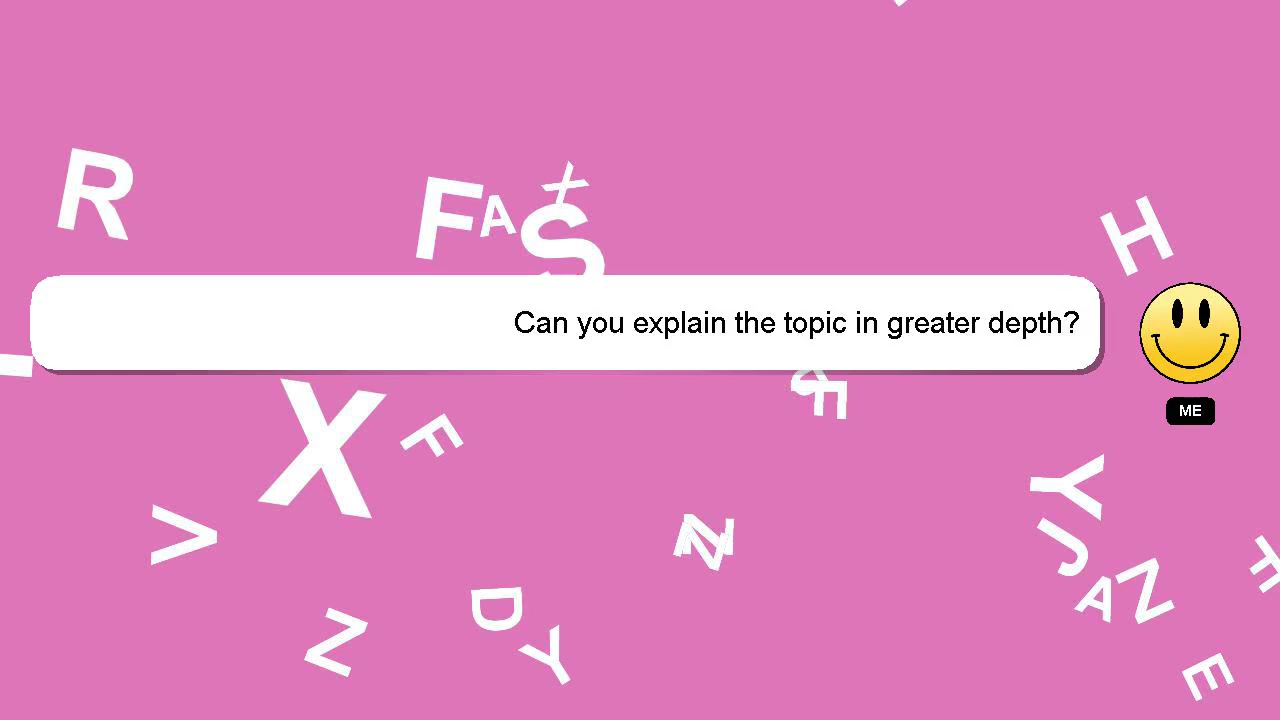 R
F
A
X
S
H
Can you explain the topic in greater depth?
ME
X
F
F
Y
V
N
J
A
Z
F
D
Y
N
E